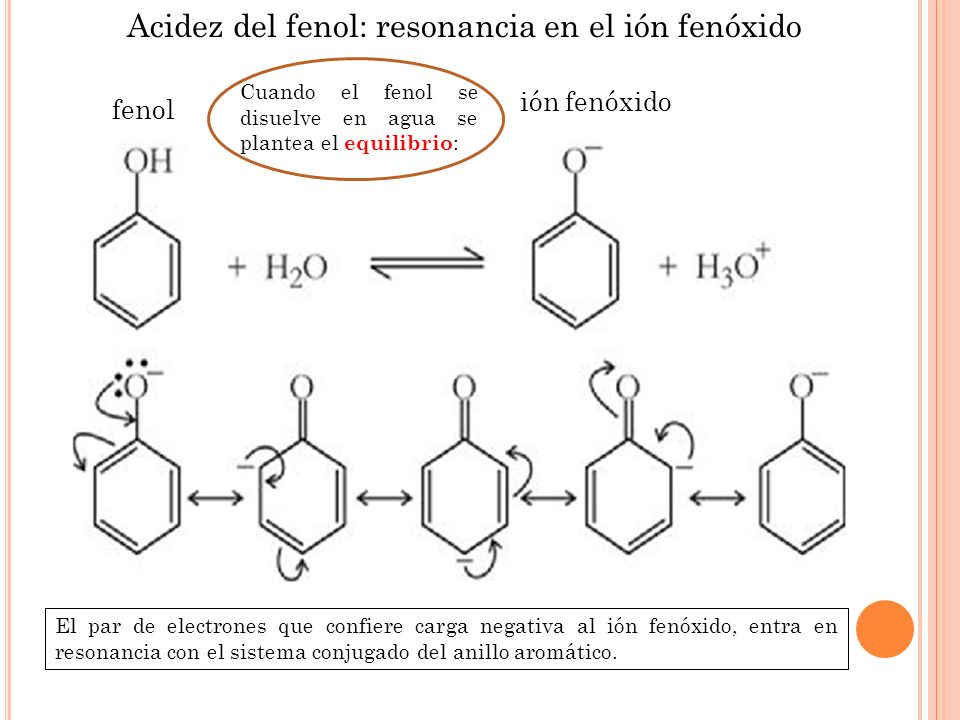 Acidez del fenol: resonancia en el ión fenóxido
fenol
Cuando el fenol se
disuelve en agua se
plantea el equilibrio:
ión fenóxido
OH
+ H₂O
O⁻
+ H₃O⁺
O⁻
O
O
O
O⁻
El par de electrones que confiere carga negativa al ión fenóxido, entra en
resonancia con el sistema conjugado del anillo aromático.